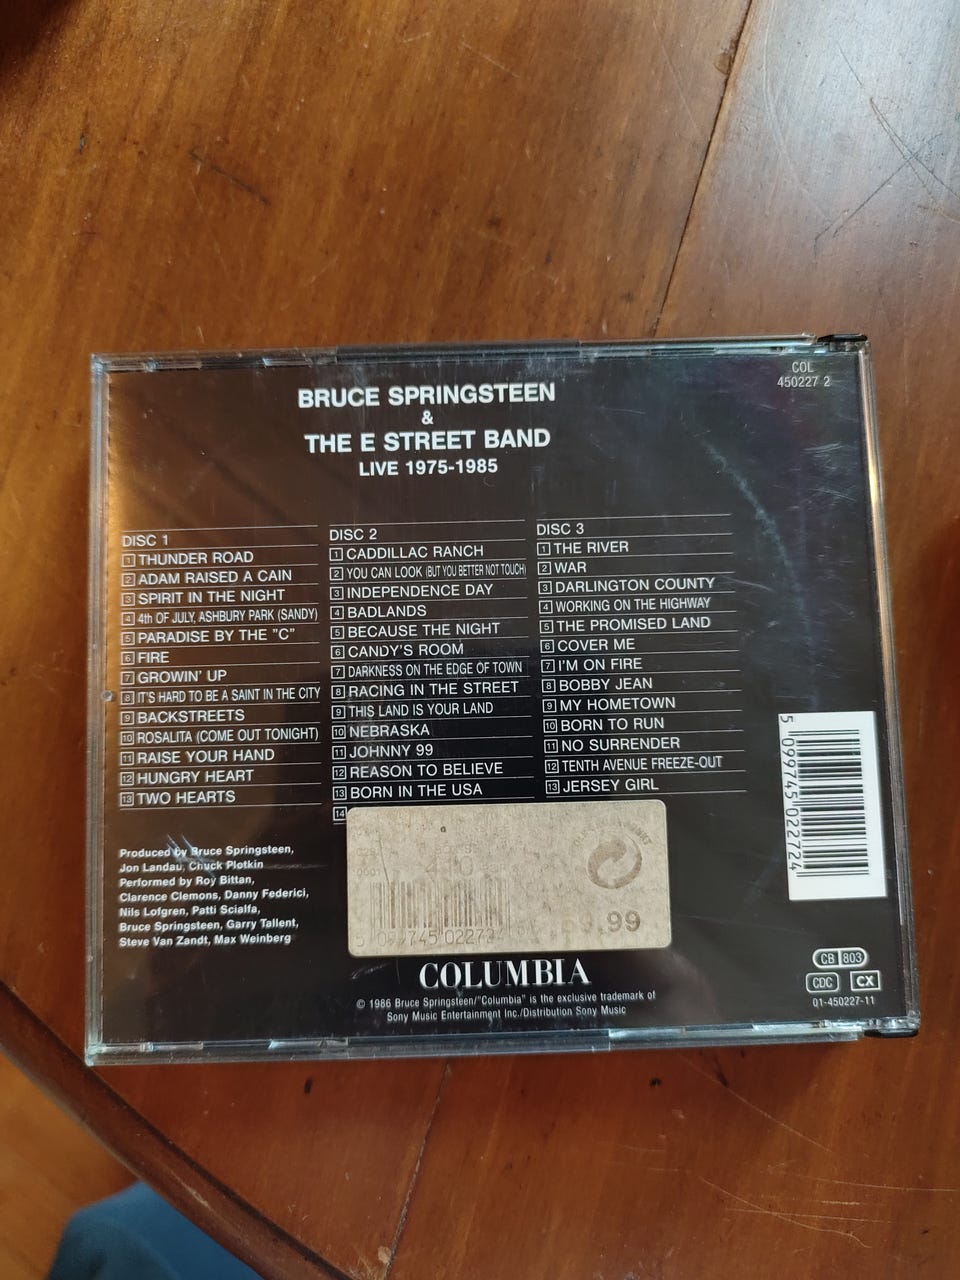 COL
450227 2
BRUCE SPRINGSTEEN
&
THE E STREET BAND
LIVE 1975-1985
DISC 1
1 THUNDER ROAD
2 ADAM RAISED A CAIN
3 SPIRIT IN THE NIGHT
4 4th OF JULY, ASHBURY PARK (SANDY)
5 PARADISE BY THE "C"
6 FIRE
7 GROWIN' UP
8 IT'S HARD TO BE A SAINT IN THE CITY
9 BACKSTREETS
10 ROSALITA (COME OUT TONIGHT)
11 RAISE YOUR HAND
12 HUNGRY HEART
13 TWO HEARTS
DISC 2
1 CADDILLAC RANCH
2 YOU CAN LOOK (BUT YOU BETTER NOT TOUCH)
3 INDEPENDENCE DAY
4 BADLANDS
5 BECAUSE THE NIGHT
6 CANDY'S ROOM
7 DARKNESS ON THE EDGE OF TOWN
8 RACING IN THE STREET
9 THIS LAND IS YOUR LAND
10 NEBRASKA
11 JOHNNY 99
12 REASON TO BELIEVE
13 BORN IN THE USA
14
DISC 3
1 THE RIVER
2 WAR
3 DARLINGTON COUNTY
4 WORKING ON THE HIGHWAY
5 THE PROMISED LAND
6 COVER ME
7 I'M ON FIRE
8 BOBBY JEAN
9 MY HOMETOWN
10 BORN TO RUN
11 NO SURRENDER
12 TENTH AVENUE FREEZE-OUT
13 JERSEY GIRL
5 099745 022724
Produced by Bruce Springsteen,
Jon Landau, Chuck Plotkin
Performed by Roy Bittan,
Clarence Clemons, Danny Federici,
Nils Lofgren, Patti Scialfa,
Bruce Springsteen, Garry Tallent,
Steve Van Zandt, Max Weinberg
.99
COLUMBIA
© 1986 Bruce Springsteen/"Columbia" is the exclusive trademark of
Sony Music Entertainment Inc./Distribution Sony Music
CB 803
CDC CX
01-450227-11